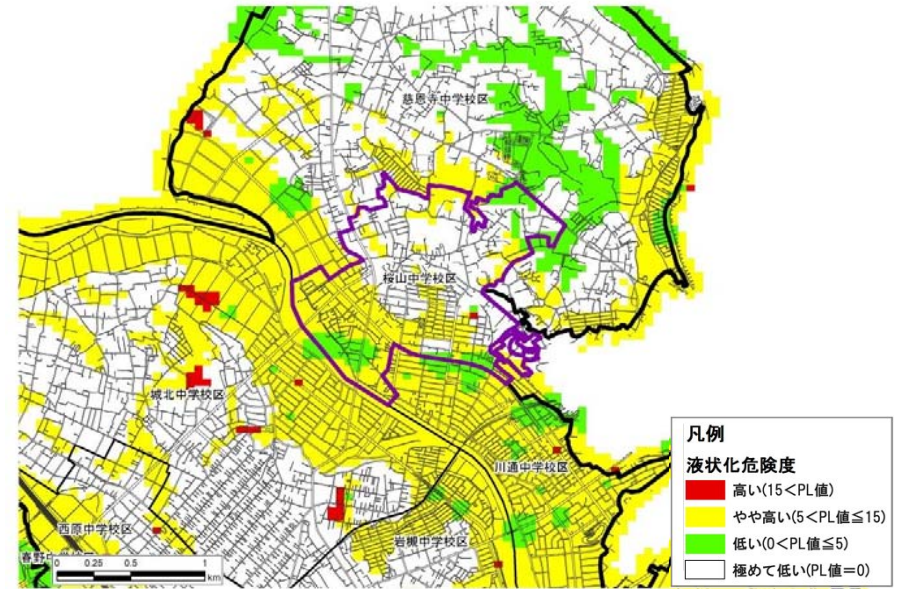 慈恩寺中学校区
桜山中学校区
城北中学校区
川通中学校区
西原中学校区
岩槻中学校区
0 0.25 0.5 1
km
凡例
液状化危険度
高い(15<PL値)
やや高い(5<PL値≦15)
低い(0<PL値≦5)
極めて低い(PL値=0)